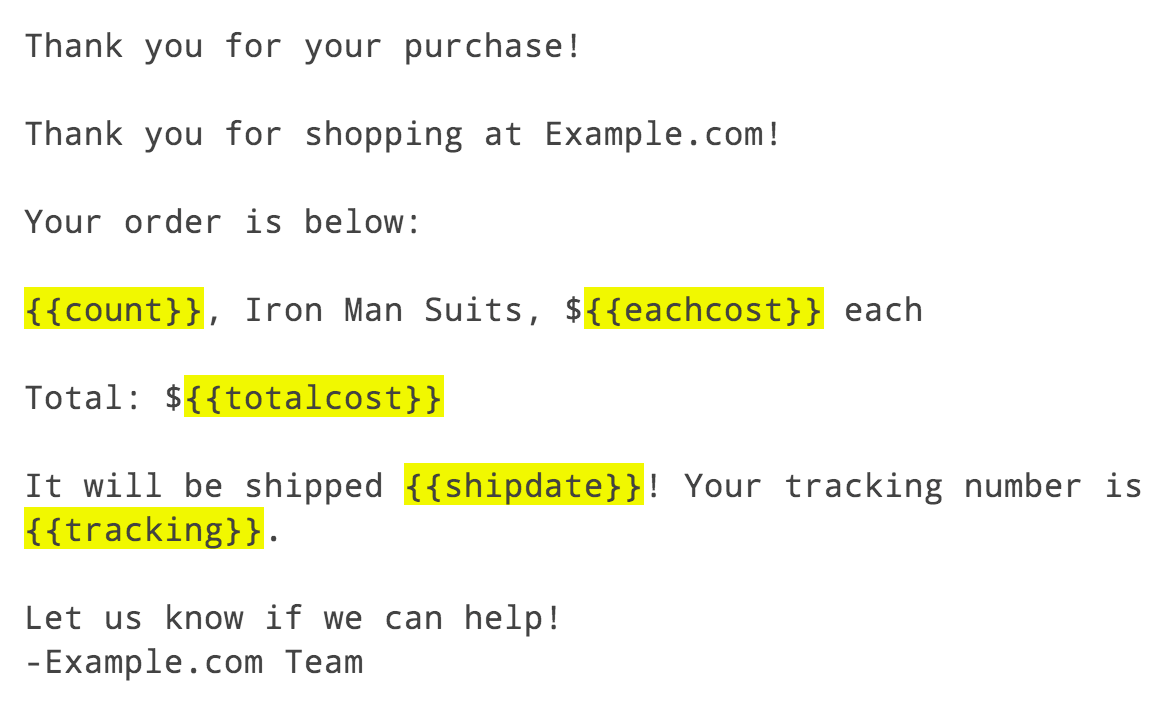 Thank you for your purchase!
Thank you for shopping at Example.com!
Your order is below:
{{count}}, Iron Man Suits, ${{eachcost}} each
Total: ${{totalcost}}
It will be shipped {{shipdate}}! Your tracking number is
{{tracking}}.
Let us know if we can help!
-Example.com Team